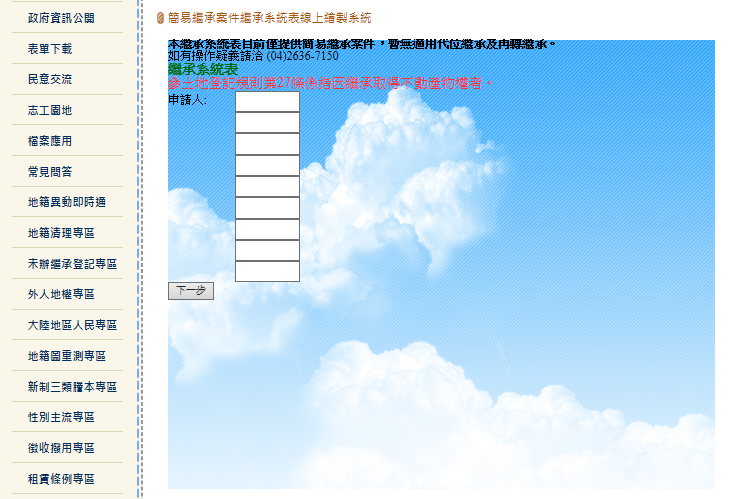 政府資訊公開
表單下載
民意交流
志工園地
檔案應用
常見問答
地籍異動即時通
地籍清理專區
未辦繼承登記專區
外人地權專區
大陸地區人民專區
地籍圖重測專區
新制三類謄本專區
性別主流專區
徵收撥用專區
租賃條例專區
簡易繼承案件繼承系統表線上繪製系統
本繼承系統表目前僅提供簡易繼承案件，暫無適用代位繼承及再轉繼承。
如有操作疑義請洽 (04)2636-7150
繼承系統表
參土地登記規則第27條係指因繼承取得不動產物權者。
申請人:
下一步